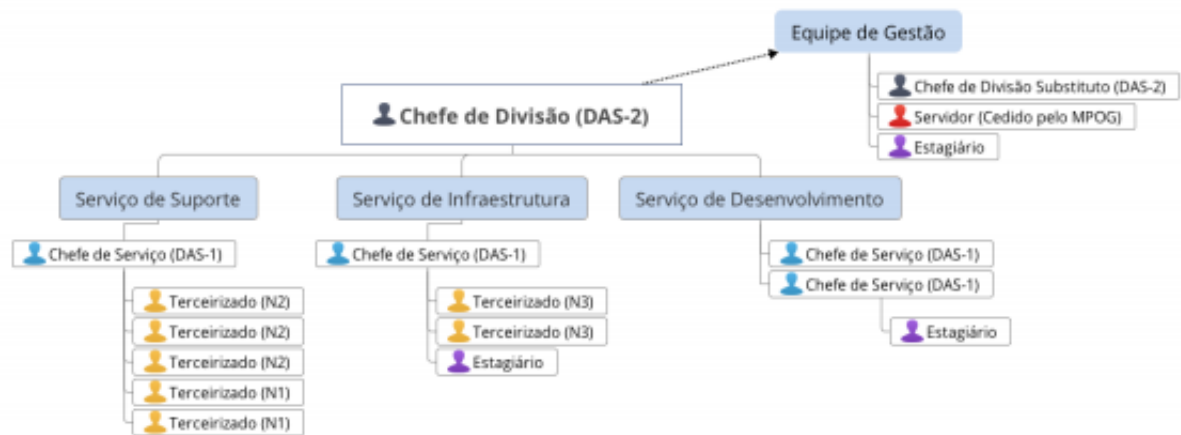 Equipe de Gestão
Chefe de Divisão Substituto (DAS-2)
Servidor (Cedido pelo MPOG)
Estagiário
Chefe de Divisão (DAS-2)
Serviço de Suporte
Chefe de Serviço (DAS-1)
Terceirizado (N2)
Terceirizado (N2)
Terceirizado (N2)
Terceirizado (N1)
Terceirizado (N1)
Serviço de Infraestrutura
Chefe de Serviço (DAS-1)
Terceirizado (N3)
Terceirizado (N3)
Estagiário
Serviço de Desenvolvimento
Chefe de Serviço (DAS-1)
Chefe de Serviço (DAS-1)
Estagiário